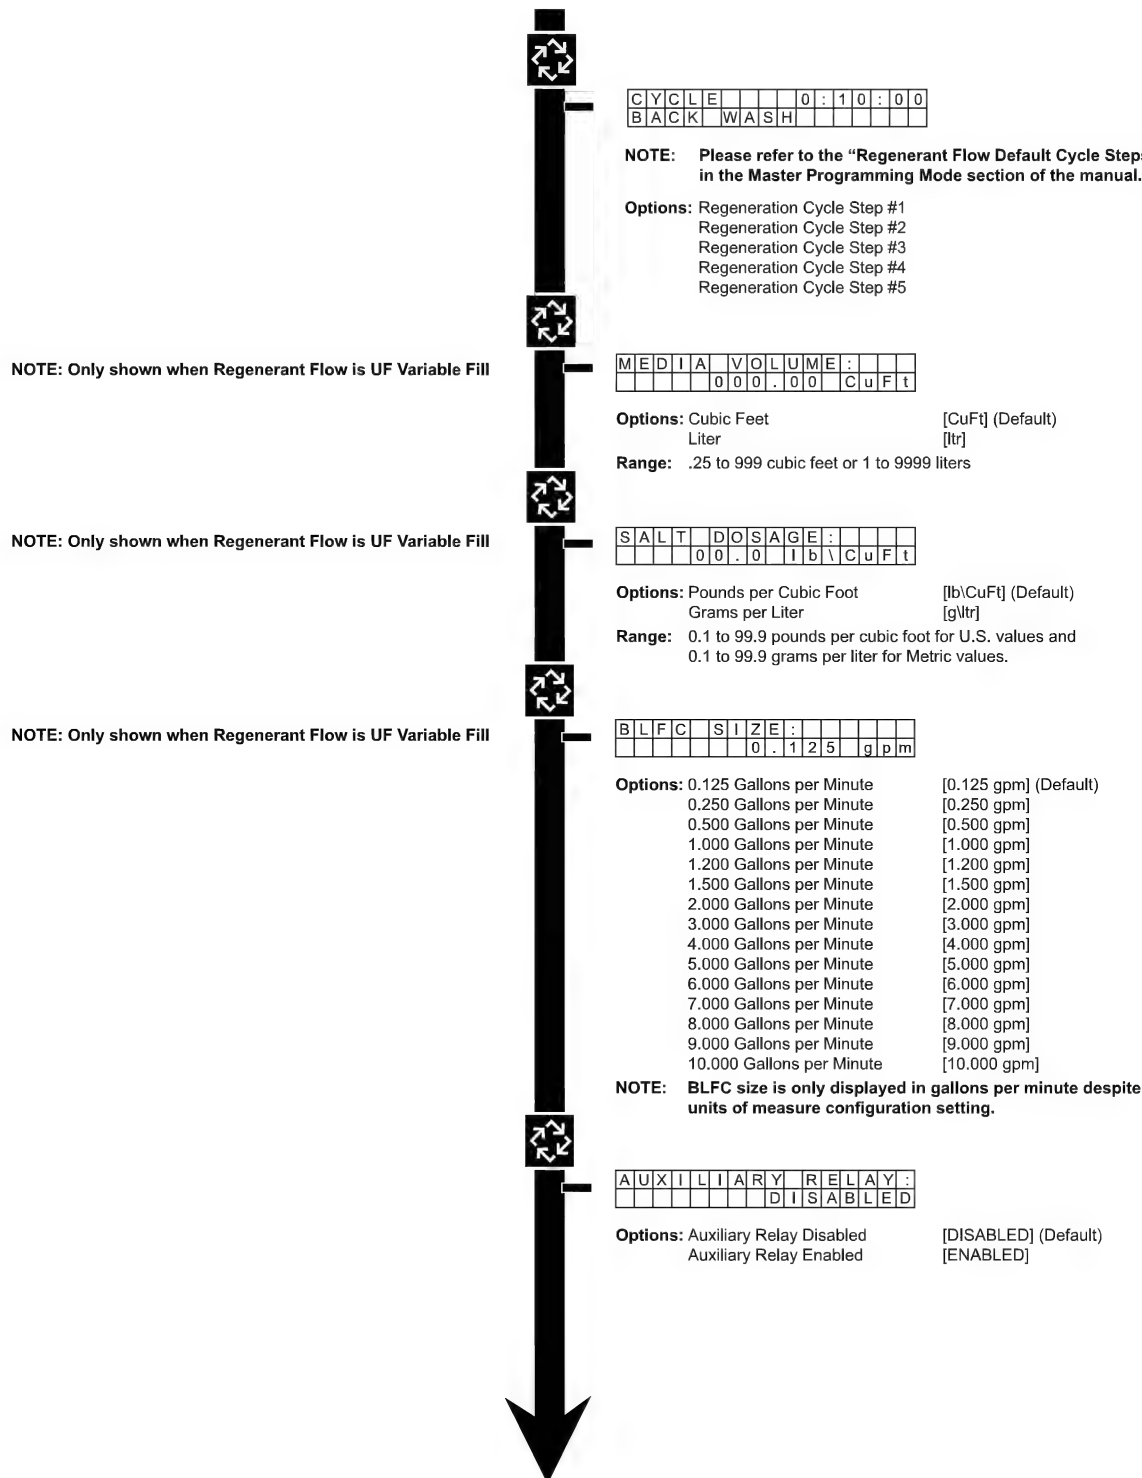 CYCLE 0:10:00
BACK WASH
NOTE: Please refer to the “Regenerant Flow Default Cycle Steps
in the Master Programming Mode section of the manual.
Options: Regeneration Cycle Step #1
Regeneration Cycle Step #2
Regeneration Cycle Step #3
Regeneration Cycle Step #4
Regeneration Cycle Step #5
NOTE: Only shown when Regenerant Flow is UF Variable Fill
MEDIA VOLUME:
000.00 CuFt
Options: Cubic Feet [CuFt] (Default)
Liter [ltr]
Range: .25 to 999 cubic feet or 1 to 9999 liters
NOTE: Only shown when Regenerant Flow is UF Variable Fill
SALT DOSAGE:
00.0 lb\CuFt
Options: Pounds per Cubic Foot [lb\CuFt] (Default)
Grams per Liter [g\ltr]
Range: 0.1 to 99.9 pounds per cubic foot for U.S. values and
0.1 to 99.9 grams per liter for Metric values.
NOTE: Only shown when Regenerant Flow is UF Variable Fill
BLFC SIZE:
0.125 gpm
Options: 0.125 Gallons per Minute [0.125 gpm] (Default)
0.250 Gallons per Minute [0.250 gpm]
0.500 Gallons per Minute [0.500 gpm]
1.000 Gallons per Minute [1.000 gpm]
1.200 Gallons per Minute [1.200 gpm]
1.500 Gallons per Minute [1.500 gpm]
2.000 Gallons per Minute [2.000 gpm]
3.000 Gallons per Minute [3.000 gpm]
4.000 Gallons per Minute [4.000 gpm]
5.000 Gallons per Minute [5.000 gpm]
6.000 Gallons per Minute [6.000 gpm]
7.000 Gallons per Minute [7.000 gpm]
8.000 Gallons per Minute [8.000 gpm]
9.000 Gallons per Minute [9.000 gpm]
10.000 Gallons per Minute [10.000 gpm]
NOTE: BLFC size is only displayed in gallons per minute despite
units of measure configuration setting.
AUXILIARY RELAY:
DISABLED
Options: Auxiliary Relay Disabled [DISABLED] (Default)
Auxiliary Relay Enabled [ENABLED]